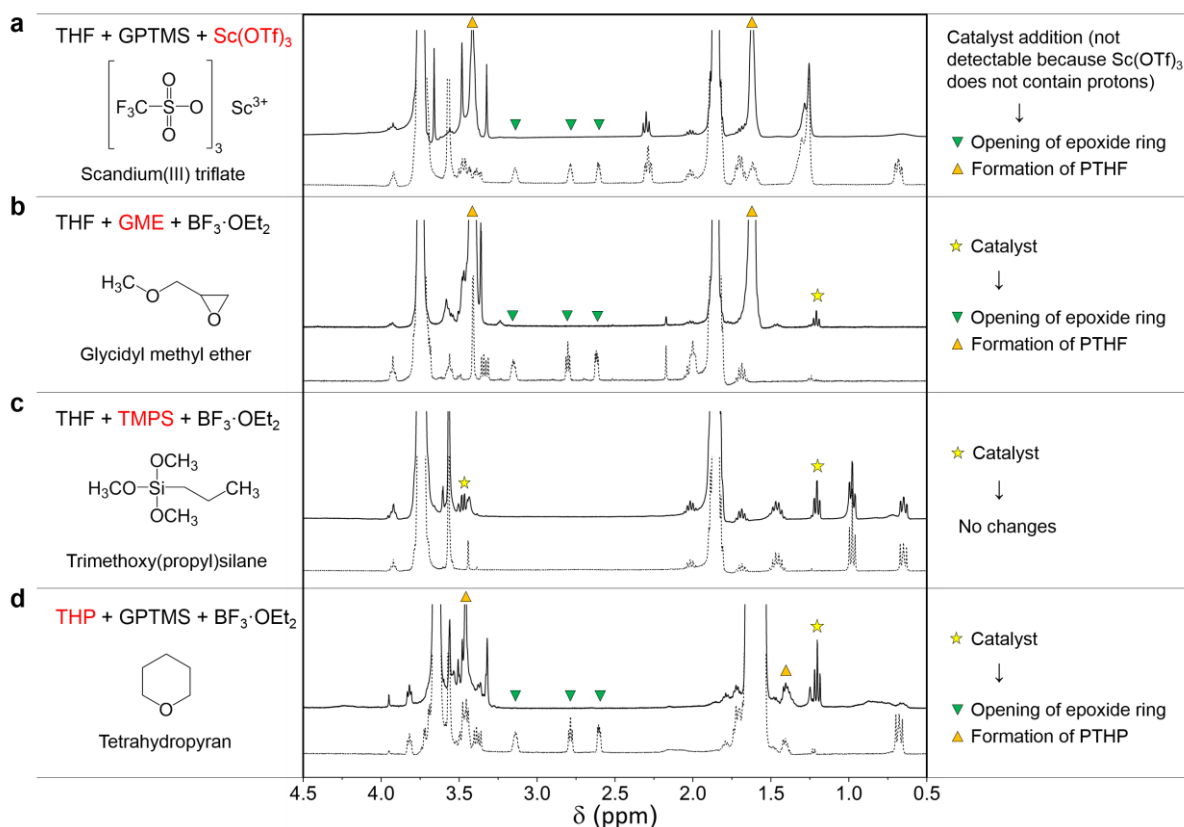 a
THF + GPTMS + Sc(OTf)3
F3C S O O O Sc3+
3
Scandium(III) triflate
Catalyst addition (not
detectable because Sc(OTf)3
does not contain protons)
↓
▼ Opening of epoxide ring
▲ Formation of PTHF
b
THF + GME + BF3·OEt2
H3C O O
Glycidyl methyl ether
☆ Catalyst
↓
▼ Opening of epoxide ring
▲ Formation of PTHF
c
THF + TMPS + BF3·OEt2
OCH3
H3CO Si CH3
OCH3
Trimethoxy(propyl)silane
☆ Catalyst
↓
No changes
d
THP + GPTMS + BF3·OEt2
O
Tetrahydropyran
☆ Catalyst
↓
▼ Opening of epoxide ring
▲ Formation of PTHP
4.5 4.0 3.5 3.0 2.5 2.0 1.5 1.0 0.5
δ (ppm)